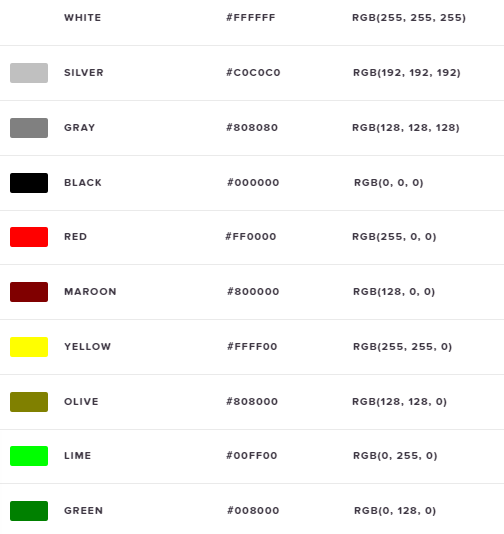 WHITE #FFFFFF RGB(255, 255, 255)
SILVER #C0C0C0 RGB(192, 192, 192)
GRAY #808080 RGB(128, 128, 128)
BLACK #000000 RGB(0, 0, 0)
RED #FF0000 RGB(255, 0, 0)
MAROON #800000 RGB(128, 0, 0)
YELLOW #FFFF00 RGB(255, 255, 0)
OLIVE #808000 RGB(128, 128, 0)
LIME #00FF00 RGB(0, 255, 0)
GREEN #008000 RGB(0, 128, 0)